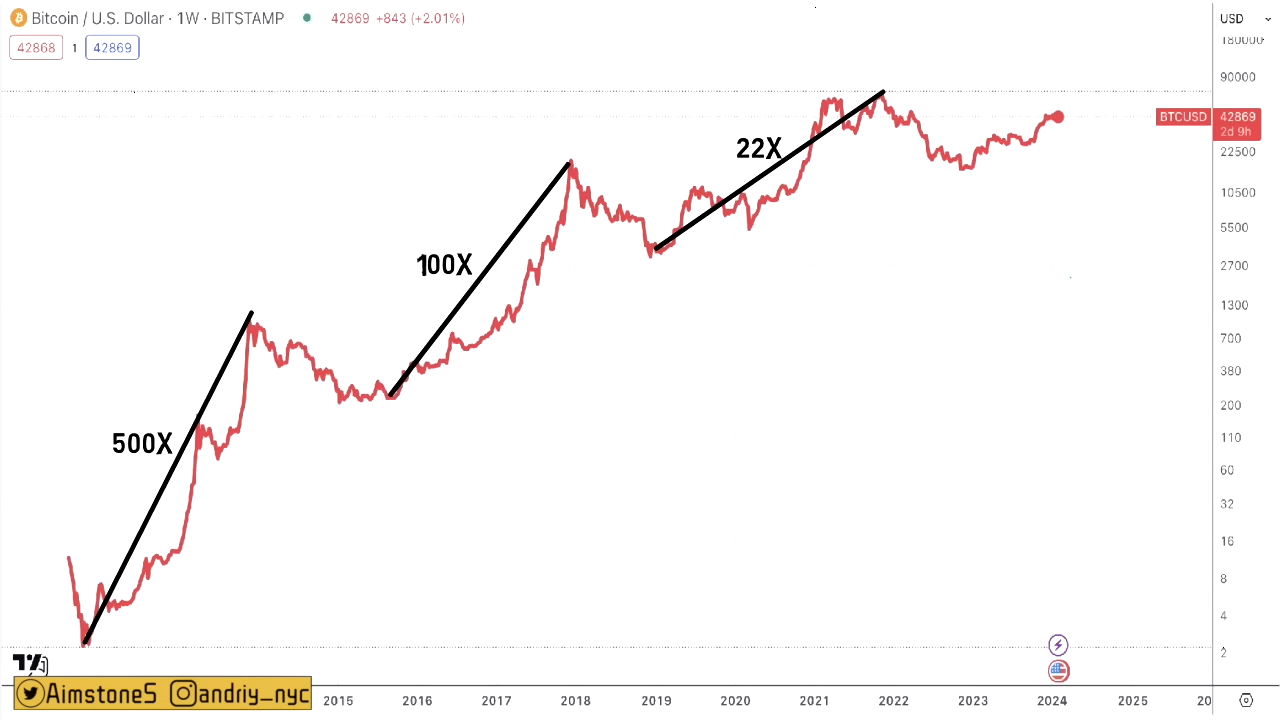 Bitcoin / U.S. Dollar · 1W · BITSTAMP 42869 +843 (+2.01%)
USD
42868 1 42869
180000
90000
BTCUSD 42869
2d 9h
22500
10500
5500
2700
1300
700
380
200
110
60
32
16
8
4
2
22X
100X
500X
AimstoneS andriy_nyc
2015 2016 2017 2018 2019 2020 2021 2022 2023 2024 2025 20